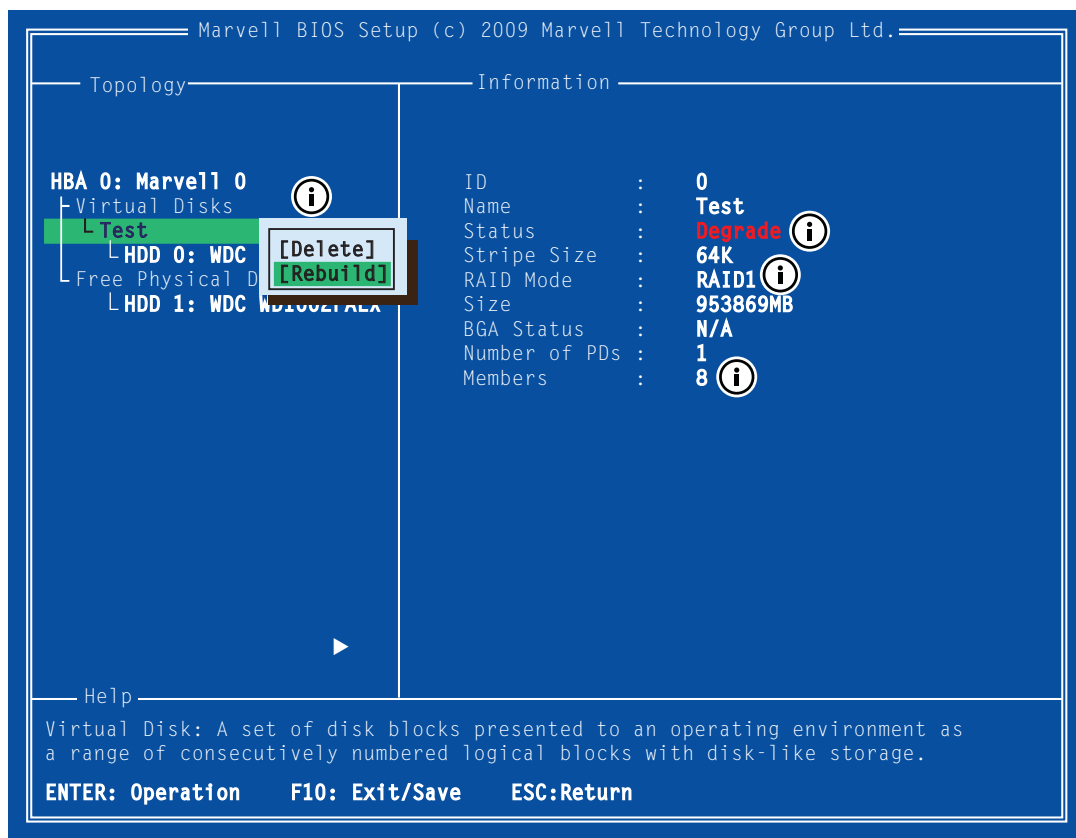 Marvell BIOS Setup (c) 2009 Marvell Technology Group Ltd.
Topology
HBA 0: Marvell 0
Virtual Disks
Test
HDD 0: WDC
Free Physical D
HDD 1: WDC
[Delete]
[Rebuild]
Information
ID : 0
Name : Test
Status : Degrade
Stripe Size : 64K
RAID Mode : RAID1
Size : 953869MB
BGA Status : N/A
Number of PDs : 1
Members : 8
Help
Virtual Disk: A set of disk blocks presented to an operating environment as
a range of consecutively numbered logical blocks with disk-like storage.
ENTER: Operation F10: Exit/Save ESC:Return